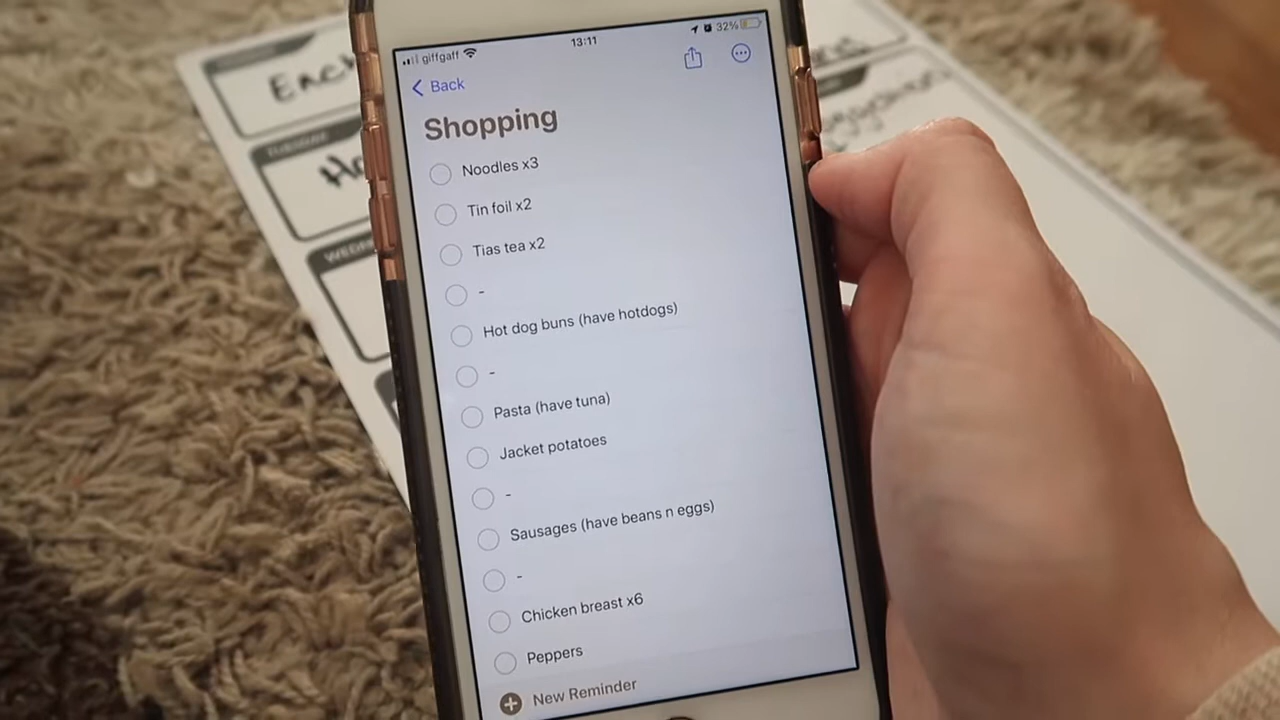 giffgaff 13:11 32%
Back
Shopping
Noodles x3
Tin foil x2
Tias tea x2
-
Hot dog buns (have hotdogs)
-
Pasta (have tuna)
Jacket potatoes
-
Sausages (have beans n eggs)
-
Chicken breast x6
Peppers
New Reminder
TUESDAY